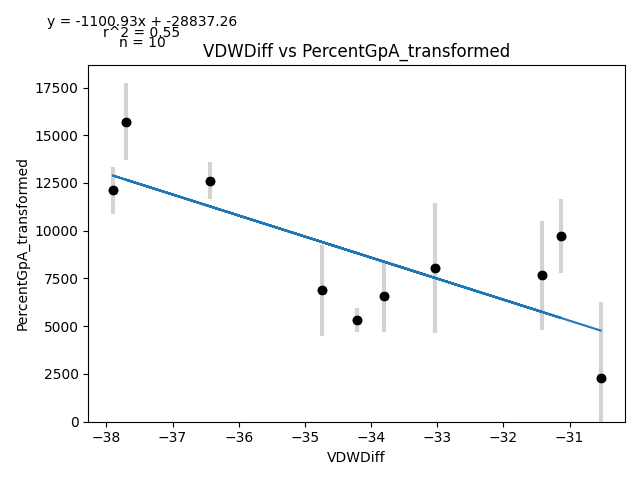 y = -1100.93x + -28837.26
r^2 = 0.55
n = 10
VDWDiff vs PercentGpA_transformed
PercentGpA_transformed
17500
15000
12500
10000
7500
5000
2500
0
−38 −37 −36 −35 −34 −33 −32 −31
VDWDiff